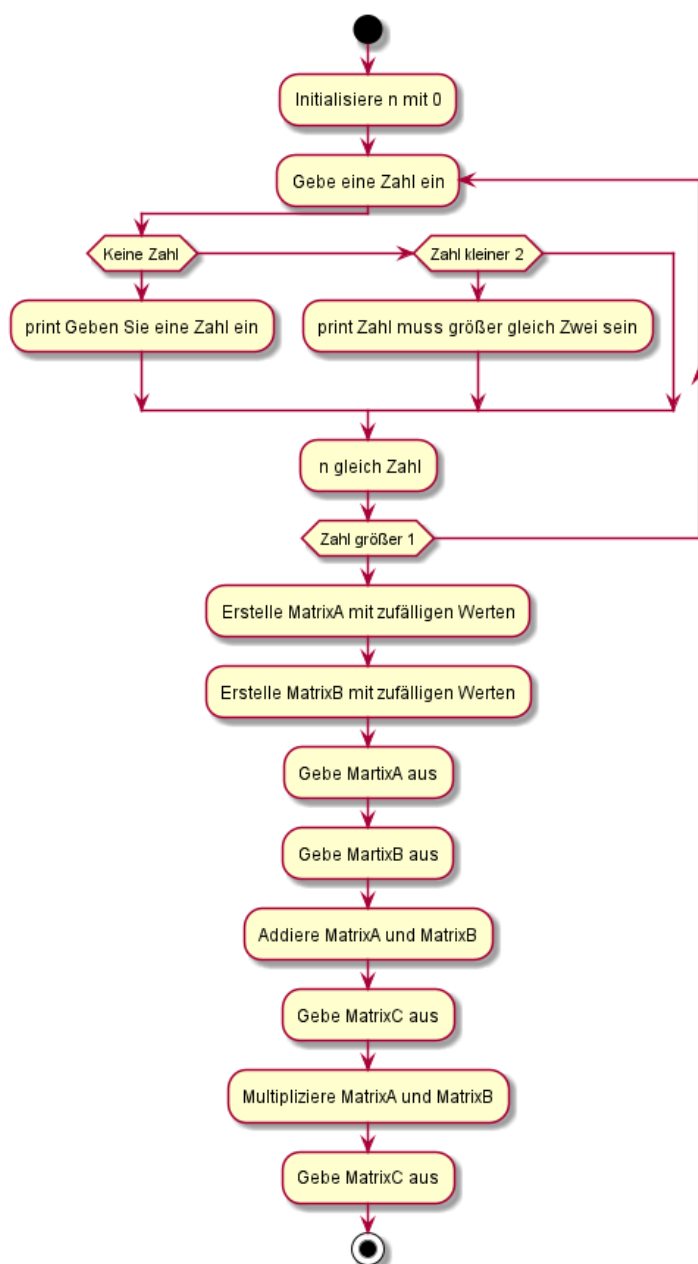 Initialisiere n mit 0
Gebe eine Zahl ein
Keine Zahl
Zahl kleiner 2
print Geben Sie eine Zahl ein
print Zahl muss größer gleich Zwei sein
n gleich Zahl
Zahl größer 1
Erstelle MatrixA mit zufälligen Werten
Erstelle MatrixB mit zufälligen Werten
Gebe MartixA aus
Gebe MartixB aus
Addiere MatrixA und MatrixB
Gebe MatrixC aus
Multipliziere MatrixA und MatrixB
Gebe MatrixC aus